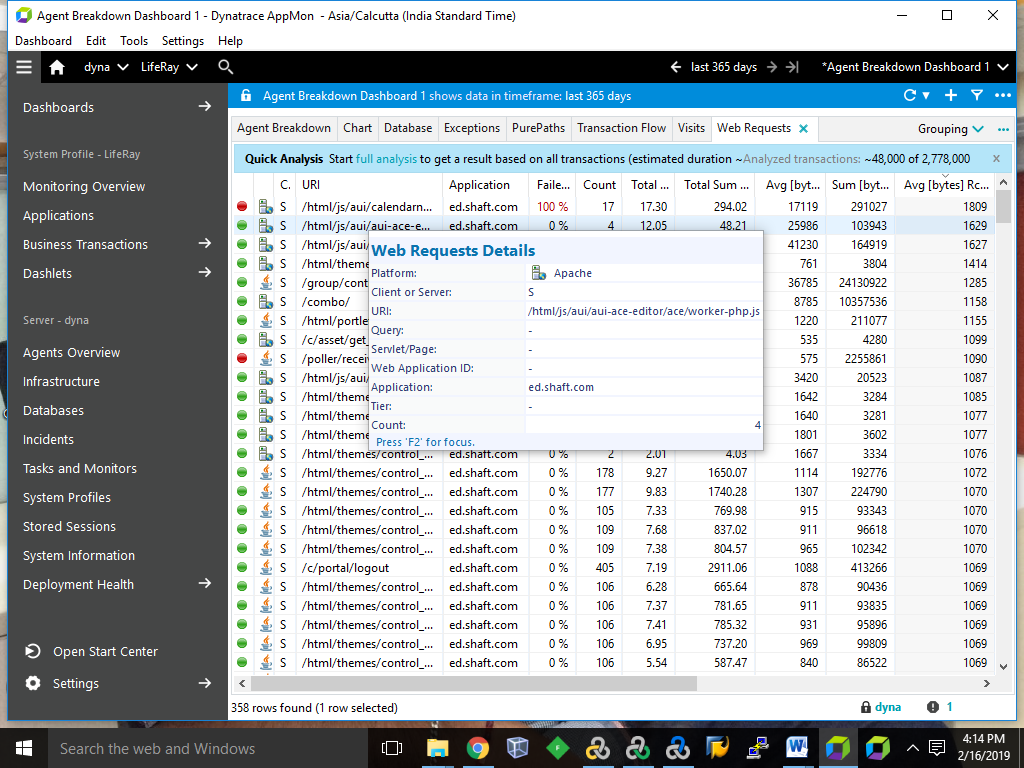 Agent Breakdown Dashboard 1 - Dynatrace AppMon - Asia/Calcutta (India Standard Time)
Dashboard Edit Tools Settings Help
dyna LifeRay last 365 days *Agent Breakdown Dashboard 1
Agent Breakdown Dashboard 1 shows data in timeframe: last 365 days
Dashboards
System Profile - LifeRay
Monitoring Overview
Applications
Business Transactions
Dashlets
Server - dyna
Agents Overview
Infrastructure
Databases
Incidents
Tasks and Monitors
System Profiles
Stored Sessions
System Information
Deployment Health
Open Start Center
Settings
Agent Breakdown Chart Database Exceptions PurePaths Transaction Flow Visits Web Requests Grouping
Quick Analysis Start full analysis to get a result based on all transactions (estimated duration ~Analyzed transactions: ~48,000 of 2,778,000
C. URI Application Faile... Count Total ... Total Sum ... Avg [byt... Sum [byt... Avg [bytes] Rc...
S /html/js/aui/calendarn... ed.shaft.com 100 % 17 17.30 294.02 17119 291027 1809
S /html/js/aui/aui-ace-e... ed.shaft.com 0 % 4 12.05 48.21 25986 103943 1629
S /html/js/aui/ 41230 164919 1627
S /html/theme 761 3804 1414
S /group/cont 36785 24130922 1285
S /combo/ 8785 10357536 1158
S /html/portle 1220 211077 1155
S /c/asset/get_ 535 4280 1099
S /poller/recei 575 2255861 1090
S /html/js/aui/ 3420 20523 1087
S /html/theme 1642 3284 1085
S /html/theme 1640 3281 1077
S /html/theme 1801 3602 1077
S /html/themes/control_... ed.shaft.com 0 % 2 2.01 4.03 1667 3334 1076
S /html/themes/control_... ed.shaft.com 0 % 178 9.27 1650.07 1114 192776 1072
S /html/themes/control_... ed.shaft.com 0 % 177 9.83 1740.28 1307 224790 1070
S /html/themes/control_... ed.shaft.com 0 % 105 7.33 769.98 915 93343 1070
S /html/themes/control_... ed.shaft.com 0 % 109 7.68 837.02 911 96618 1070
S /html/themes/control_... ed.shaft.com 0 % 109 7.38 804.57 965 102342 1070
S /c/portal/logout ed.shaft.com 0 % 405 7.19 2911.06 1088 413266 1069
S /html/themes/control_... ed.shaft.com 0 % 106 6.28 665.64 878 90436 1069
S /html/themes/control_... ed.shaft.com 0 % 106 7.37 781.65 911 93835 1069
S /html/themes/control_... ed.shaft.com 0 % 106 7.41 785.32 931 95896 1069
S /html/themes/control_... ed.shaft.com 0 % 106 6.95 737.20 969 99809 1069
S /html/themes/control_... ed.shaft.com 0 % 106 5.54 587.47 840 86522 1069
Web Requests Details
Platform: Apache
Client or Server: S
URI: /html/js/aui/aui-ace-editor/ace/worker-php.js
Query: -
Servlet/Page: -
Web Application ID: -
Application: ed.shaft.com
Tier: -
Count: 4
Press 'F2' for focus.
358 rows found (1 row selected) dyna 1
Search the web and Windows
4:14 PM
2/16/2019